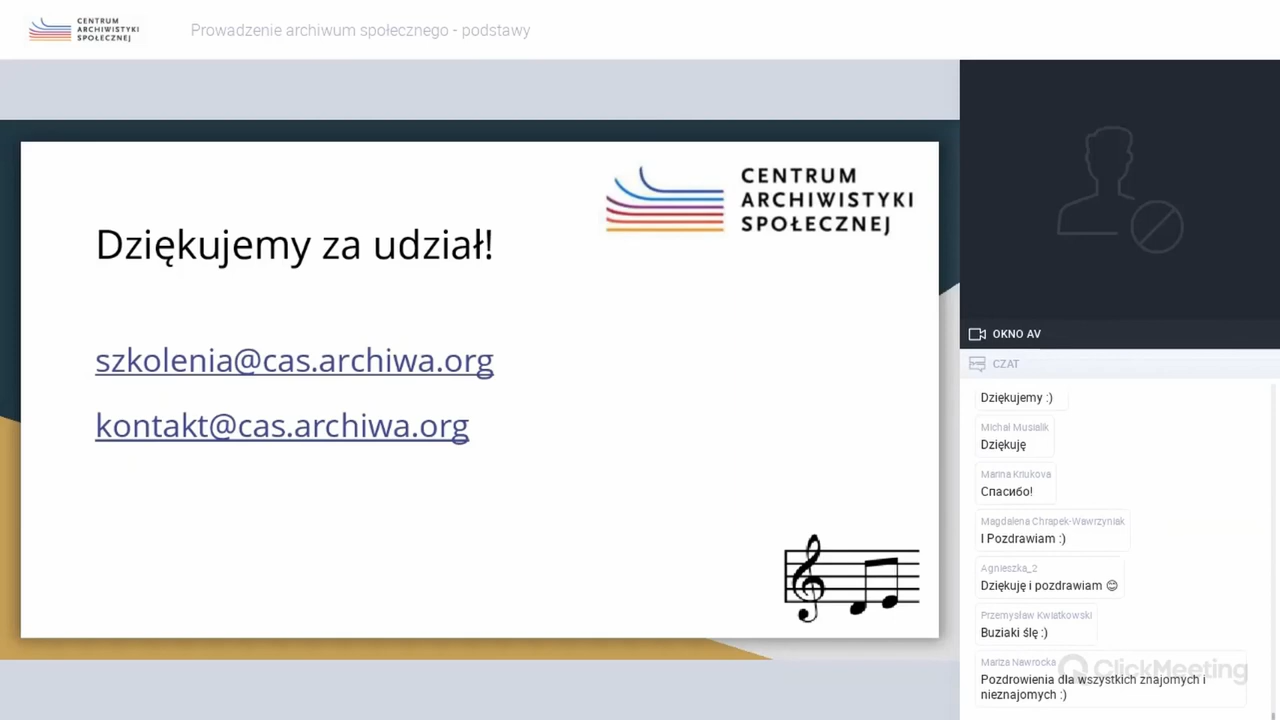 CENTRUM
ARCHIWISTYKI
SPOŁECZNEJ
Prowadzenie archiwum społecznego - podstawy
CENTRUM
ARCHIWISTYKI
SPOŁECZNEJ
Dziękujemy za udział!
szkolenia@cas.archiwa.org
kontakt@cas.archiwa.org
OKNO AV
CZAT
Dziękujemy :)
Michał Musialik
Dziękuję
Marina Kriukova
Спасибо!
Magdalena Chrapek-Wawrzyniak
I Pozdrawiam :)
Agnieszka_2
Dziękuję i pozdrawiam 😊
Przemysław Kwiatkowski
Buziaki ślę :)
Mariza Nawrocka
Pozdrowienia dla wszystkich znajomych i
nieznajomych :)
ClickMeeting